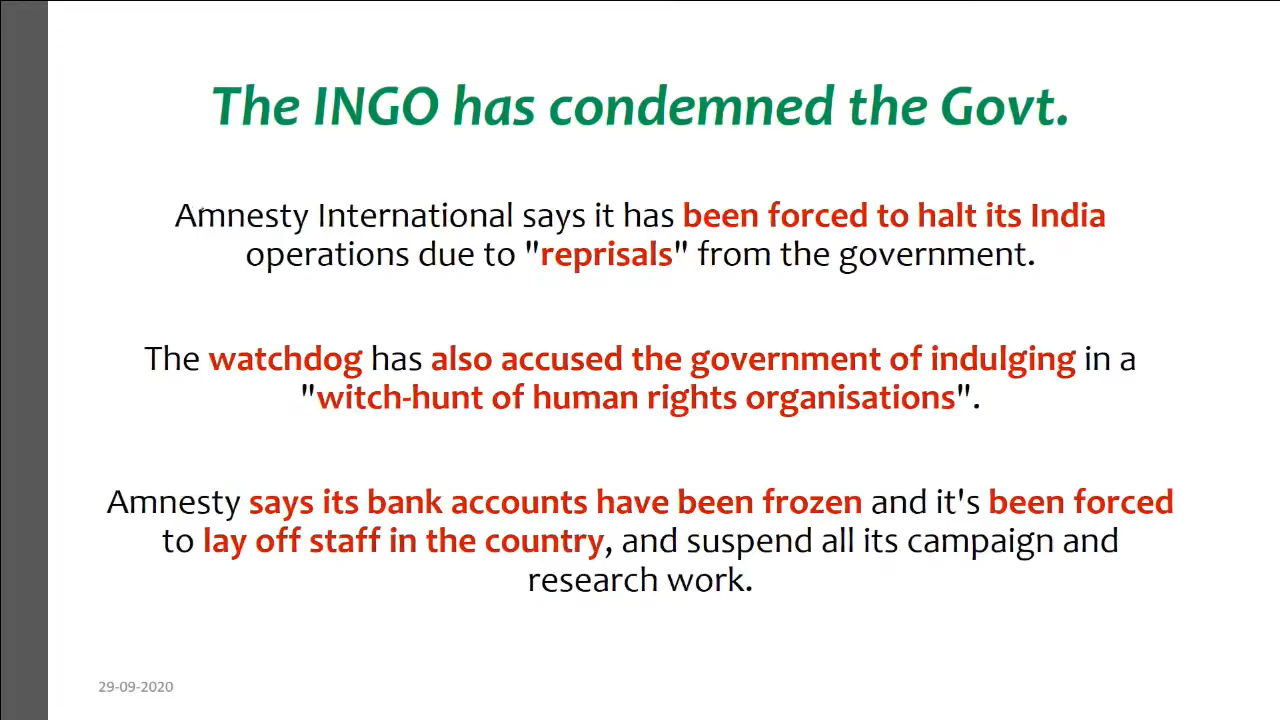 The INGO has condemned the Govt.
Amnesty International says it has been forced to halt its India
operations due to "reprisals" from the government.
The watchdog has also accused the government of indulging in a
"witch-hunt of human rights organisations".
Amnesty says its bank accounts have been frozen and it's been forced
to lay off staff in the country, and suspend all its campaign and
research work.
29-09-2020